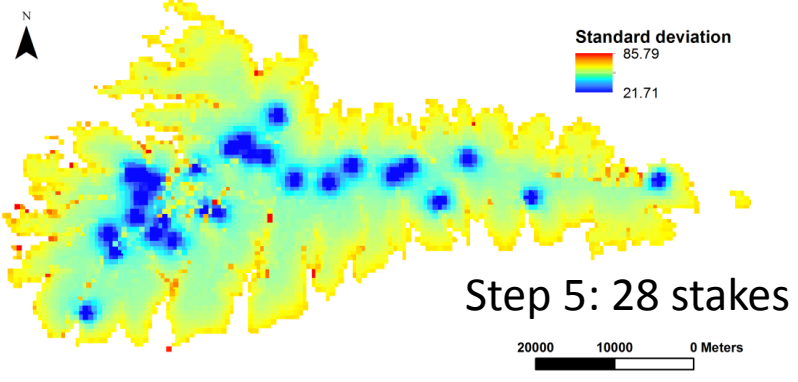 N
Standard deviation
85.79
21.71
Step 5: 28 stakes
20000 10000 0 Meters